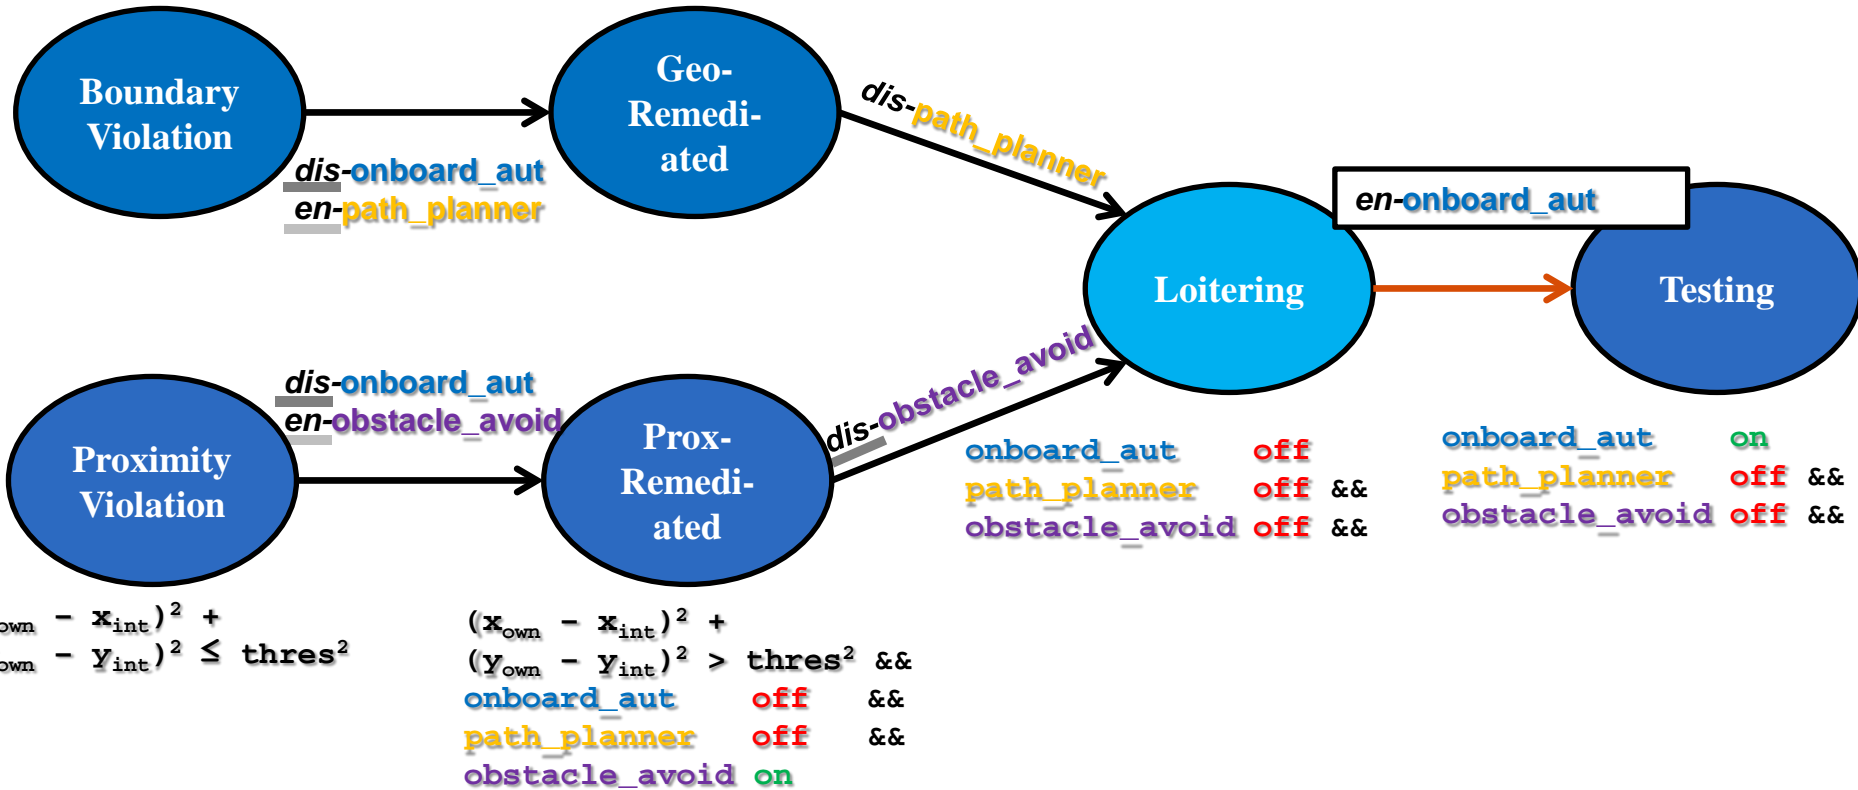 Boundary
Violation
dis-onboard_aut
en-path_planner
Geo-
Remedi-
ated
dis-path_planner
Loitering
en-onboard_aut
Testing
Proximity
Violation
dis-onboard_aut
en-obstacle_avoid
Prox-
Remedi-
ated
dis-obstacle_avoid
onboard_aut off
path_planner off &&
obstacle_avoid off &&
onboard_aut on
path_planner off &&
obstacle_avoid off &&
own − xint)² +
own − yint)² ≤ thres²
(xown − xint)² +
(yown − yint)² > thres² &&
onboard_aut off &&
path_planner off &&
obstacle_avoid on